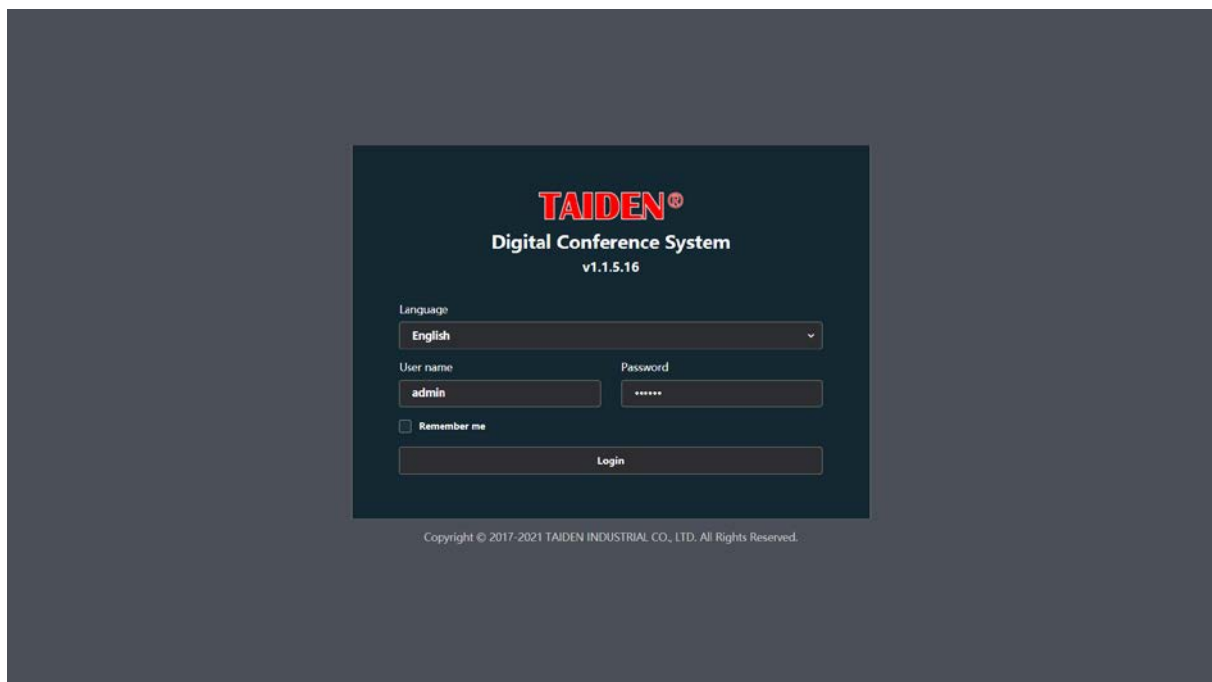 TAIDEN®
Digital Conference System
v1.1.5.16
Language
English
User name Password
admin ••••••
Remember me
Login
Copyright © 2017-2021 TAIDEN INDUSTRIAL CO., LTD. All Rights Reserved.